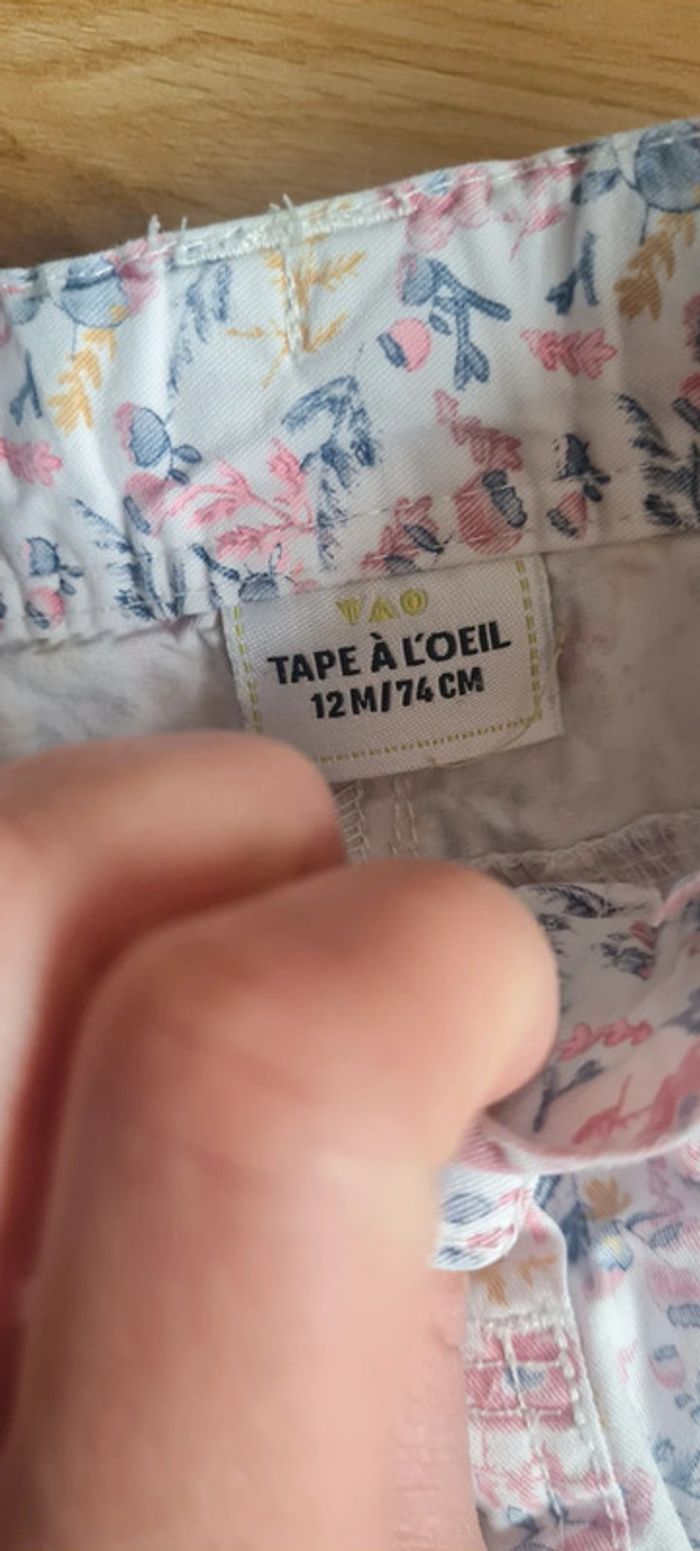 TAO
TAPE À L'OEIL
12M/74CM